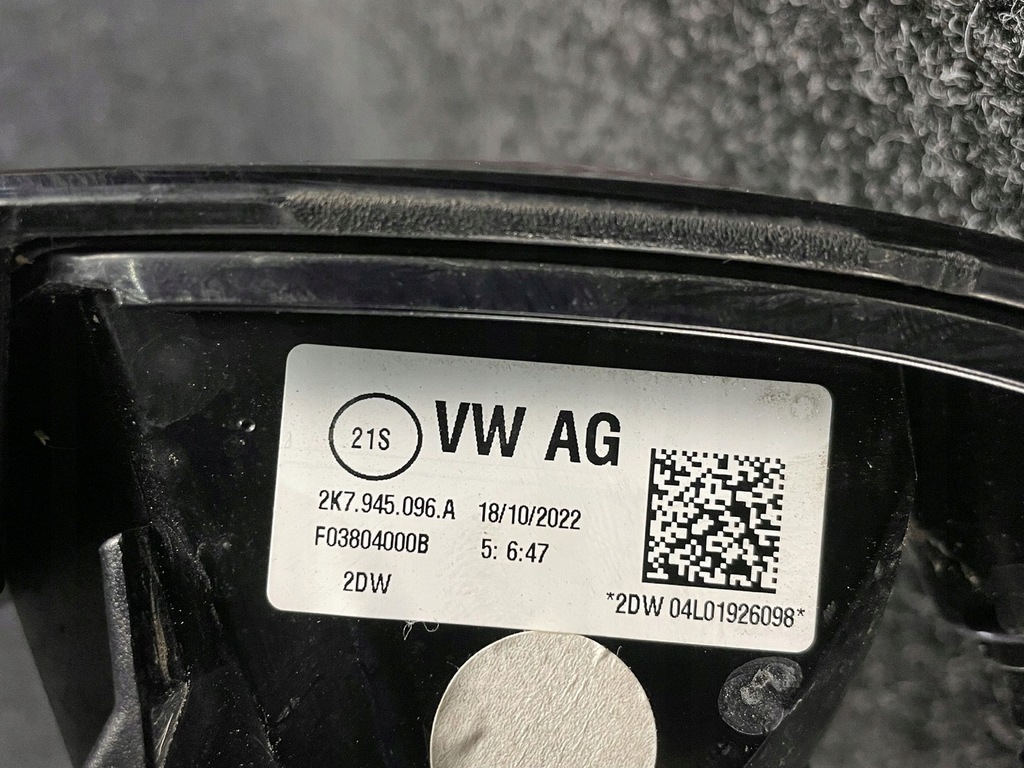 21S VW AG
2K7.945.096.A 18/10/2022
F03804000B 5: 6:47
2DW
*2DW 04L01926098*